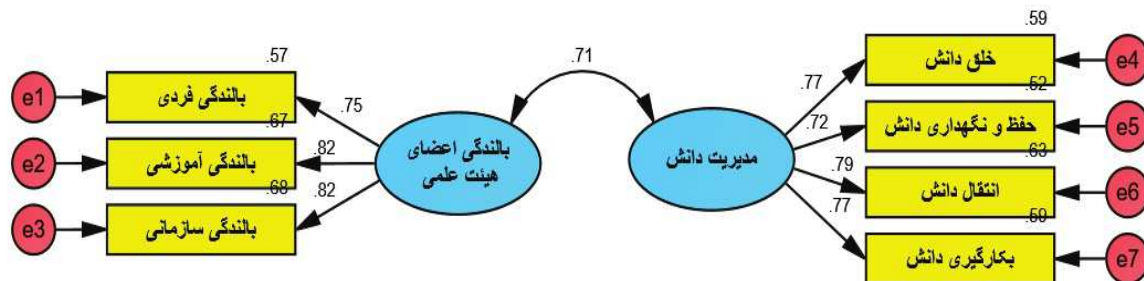 .59
.57
.71
خلق دانش
e4
e1
بالندگی فردی
.77
.75
.52
.67
.72
حفظ و نگهداری دانش
e5
e2
بالندگی آموزشی
.82
بالندگی اعضای
هیئت علمی
مدیریت دانش
.63
.68
.79
انتقال دانش
e6
.82
e3
بالندگی سازمانی
.77
.59
بکارگیری دانش
e7